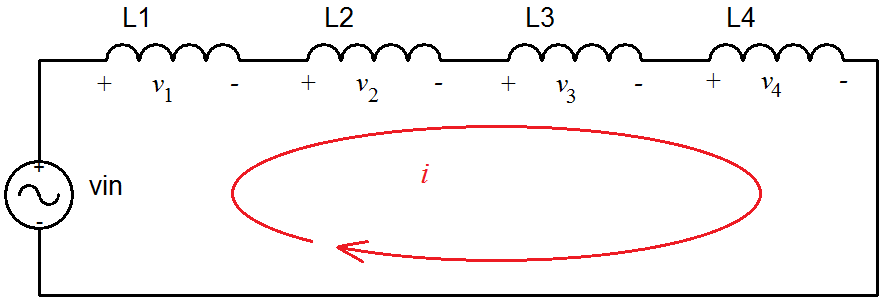 L1 L2 L3 L4
+ v1 - + v2 - + v3 - + v4 -
+
vin
-
i